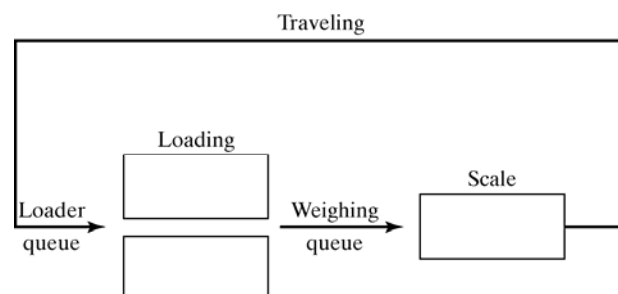 Traveling
Loading
Scale
Loader
queue
Weighing
queue